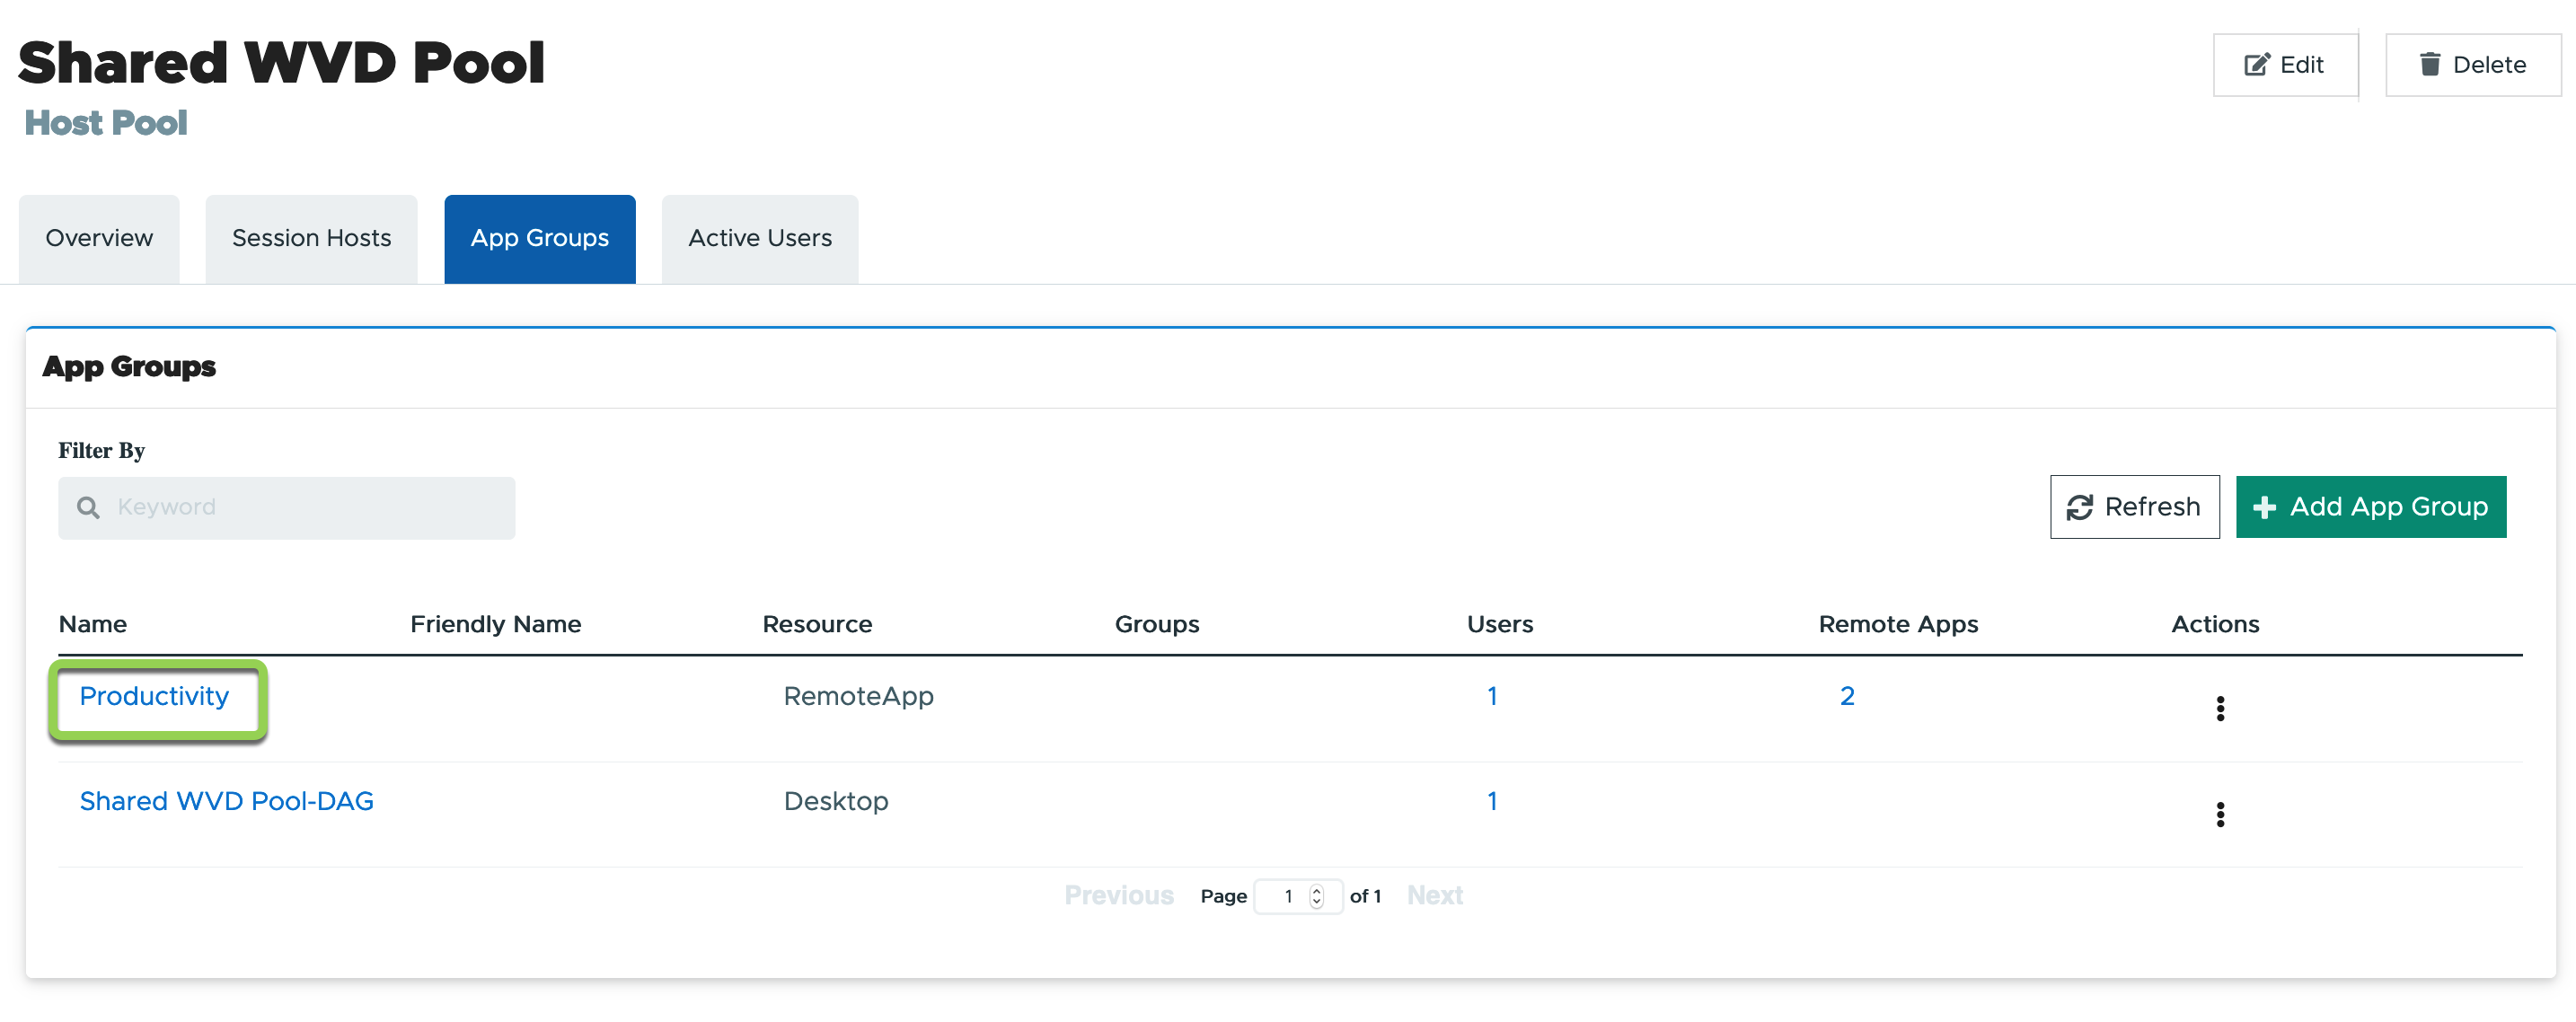 Shared WVD Pool
Edit
Delete
Host Pool
Overview
Session Hosts
App Groups
Active Users
App Groups
Filter By
Keyword
Refresh
Add App Group
Name Friendly Name Resource Groups Users Remote Apps Actions
Productivity RemoteApp 1 2
Shared WVD Pool-DAG Desktop 1
Previous Page 1 of 1 Next